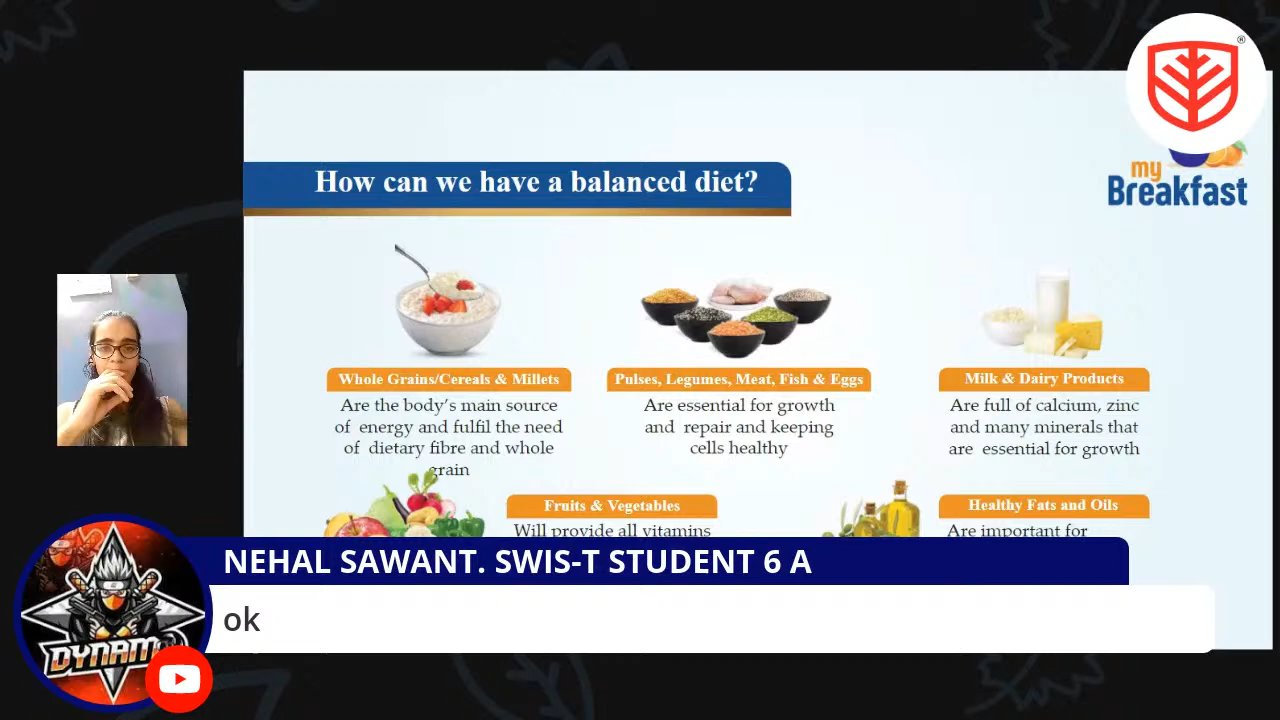 ®
my
Breakfast
How can we have a balanced diet?
Whole Grains/Cereals & Millets
Are the body's main source
of energy and fulfil the need
of dietary fibre and whole
grain
Pulses, Legumes, Meat, Fish & Eggs
Are essential for growth
and repair and keeping
cells healthy
Milk & Dairy Products
Are full of calcium, zinc
and many minerals that
are essential for growth
Fruits & Vegetables
Will provide all vitamins
Healthy Fats and Oils
Are important for
NEHAL SAWANT. SWIS-T STUDENT 6 A
ok
DYNAMO